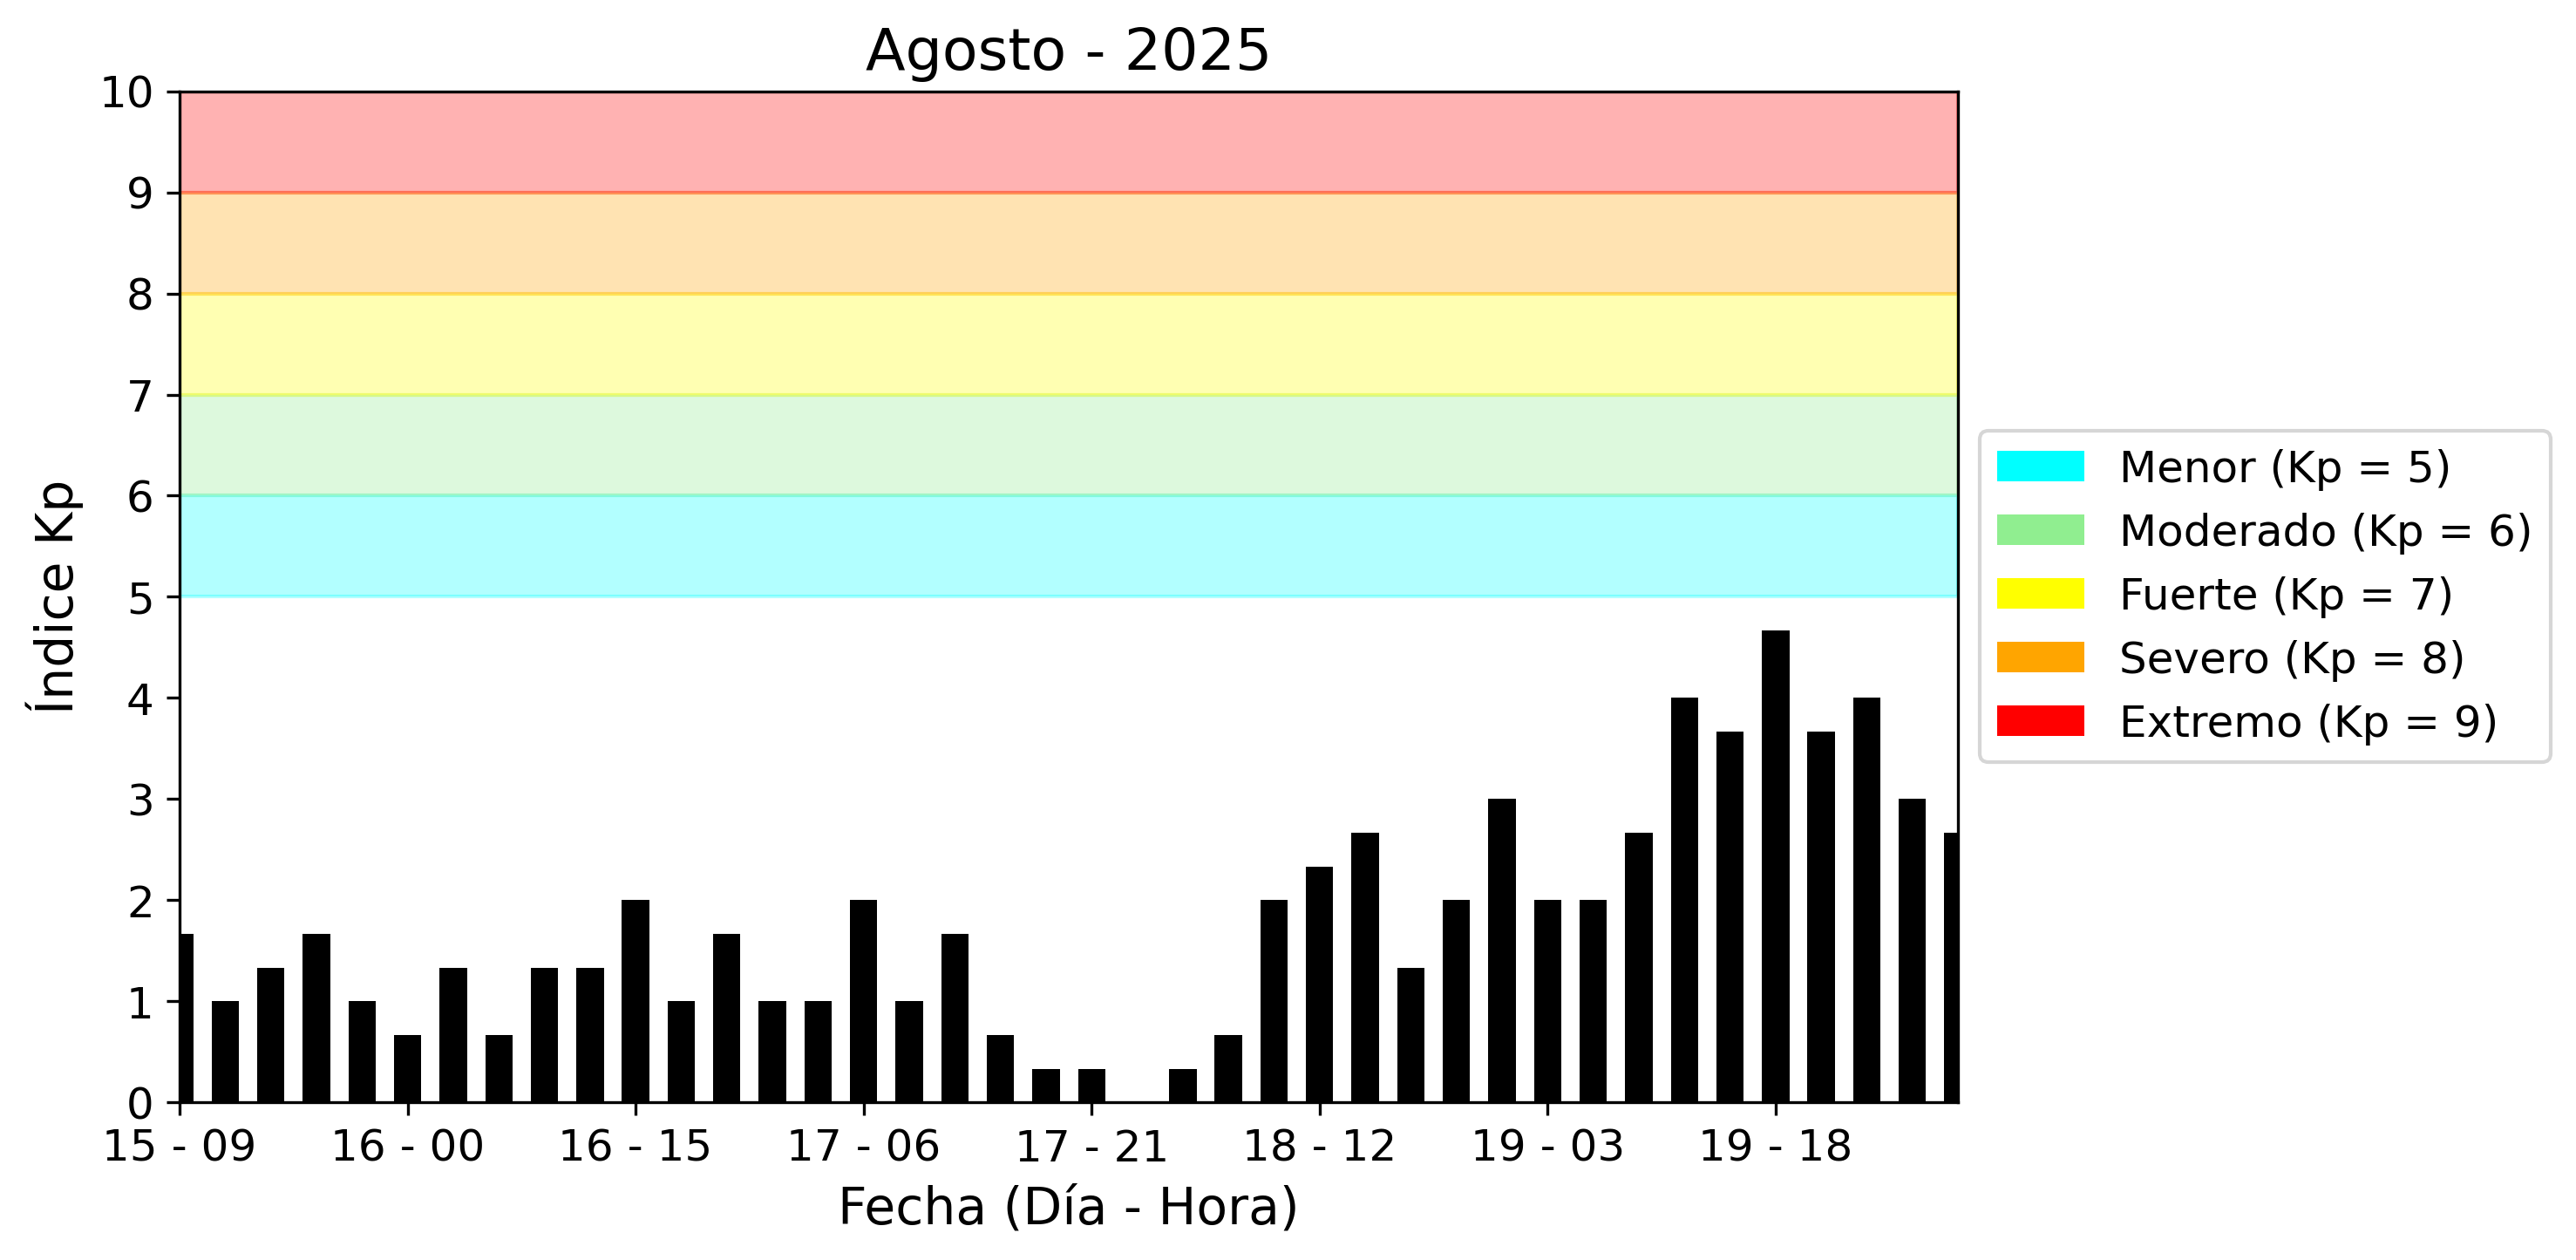 Agosto - 2025
10
9
8
7
6
5
4
3
2
1
0
Índice Kp
15 - 09
16 - 00
16 - 15
17 - 06
17 - 21
18 - 12
19 - 03
19 - 18
Fecha (Día - Hora)
Menor (Kp = 5)
Moderado (Kp = 6)
Fuerte (Kp = 7)
Severo (Kp = 8)
Extremo (Kp = 9)